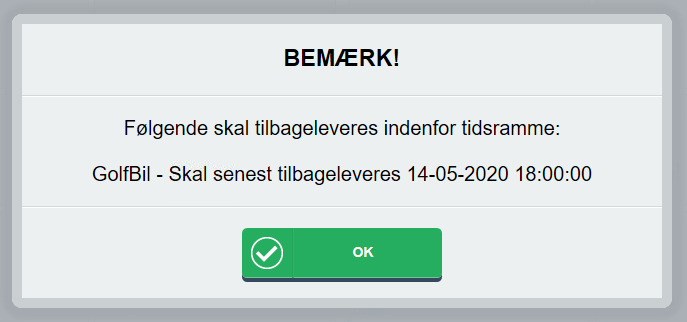 BEMÆRK!
Følgende skal tilbageleveres indenfor tidsramme:
GolfBil - Skal senest tilbageleveres 14-05-2020 18:00:00
OK